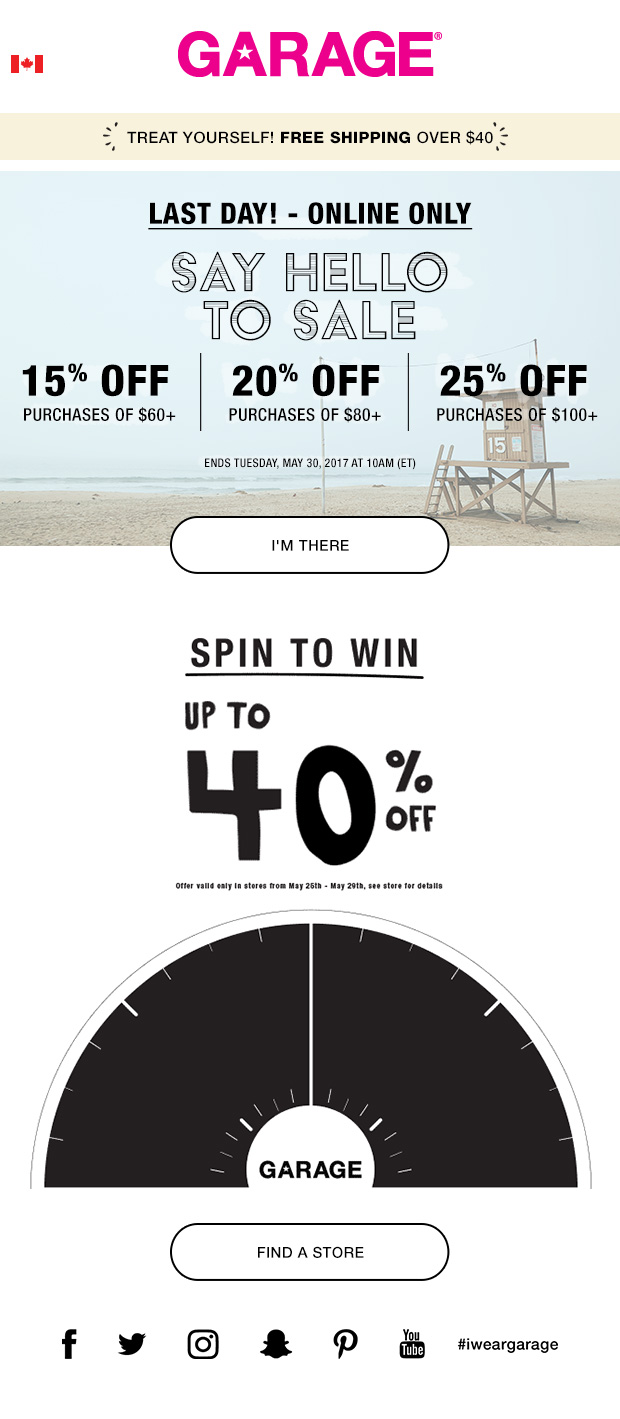 GARAGE®
TREAT YOURSELF! FREE SHIPPING OVER $40
LAST DAY! - ONLINE ONLY
SAY HELLO
TO SALE
15% OFF 20% OFF 25% OFF
PURCHASES OF $60+ PURCHASES OF $80+ PURCHASES OF $100+
15
ENDS TUESDAY, MAY 30, 2017 AT 10AM (ET)
I'M THERE
SPIN TO WIN
UP TO
40% OFF
Offer valid only in stores from May 25th - May 29th, see store for details
GARAGE
FIND A STORE
You
Tube
#iweargarage